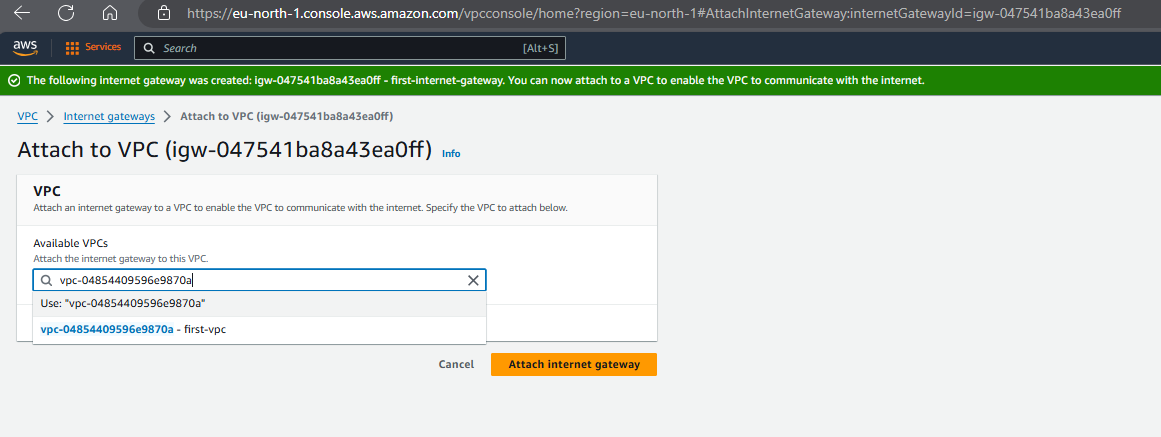 https://eu-north-1.console.aws.amazon.com/vpcconsole/home?region=eu-north-1#AttachInternetGateway:internetGatewayId=igw-047541ba8a43ea0ff
aws Services Search [Alt+S]
The following internet gateway was created: igw-047541ba8a43ea0ff - first-internet-gateway. You can now attach to a VPC to enable the VPC to communicate with the internet.
VPC Internet gateways Attach to VPC (igw-047541ba8a43ea0ff)
Attach to VPC (igw-047541ba8a43ea0ff) Info
VPC
Attach an internet gateway to a VPC to enable the VPC to communicate with the internet. Specify the VPC to attach below.
Available VPCs
Attach the internet gateway to this VPC.
vpc-04854409596e9870a
Use: "vpc-04854409596e9870a"
vpc-04854409596e9870a - first-vpc
Cancel Attach internet gateway